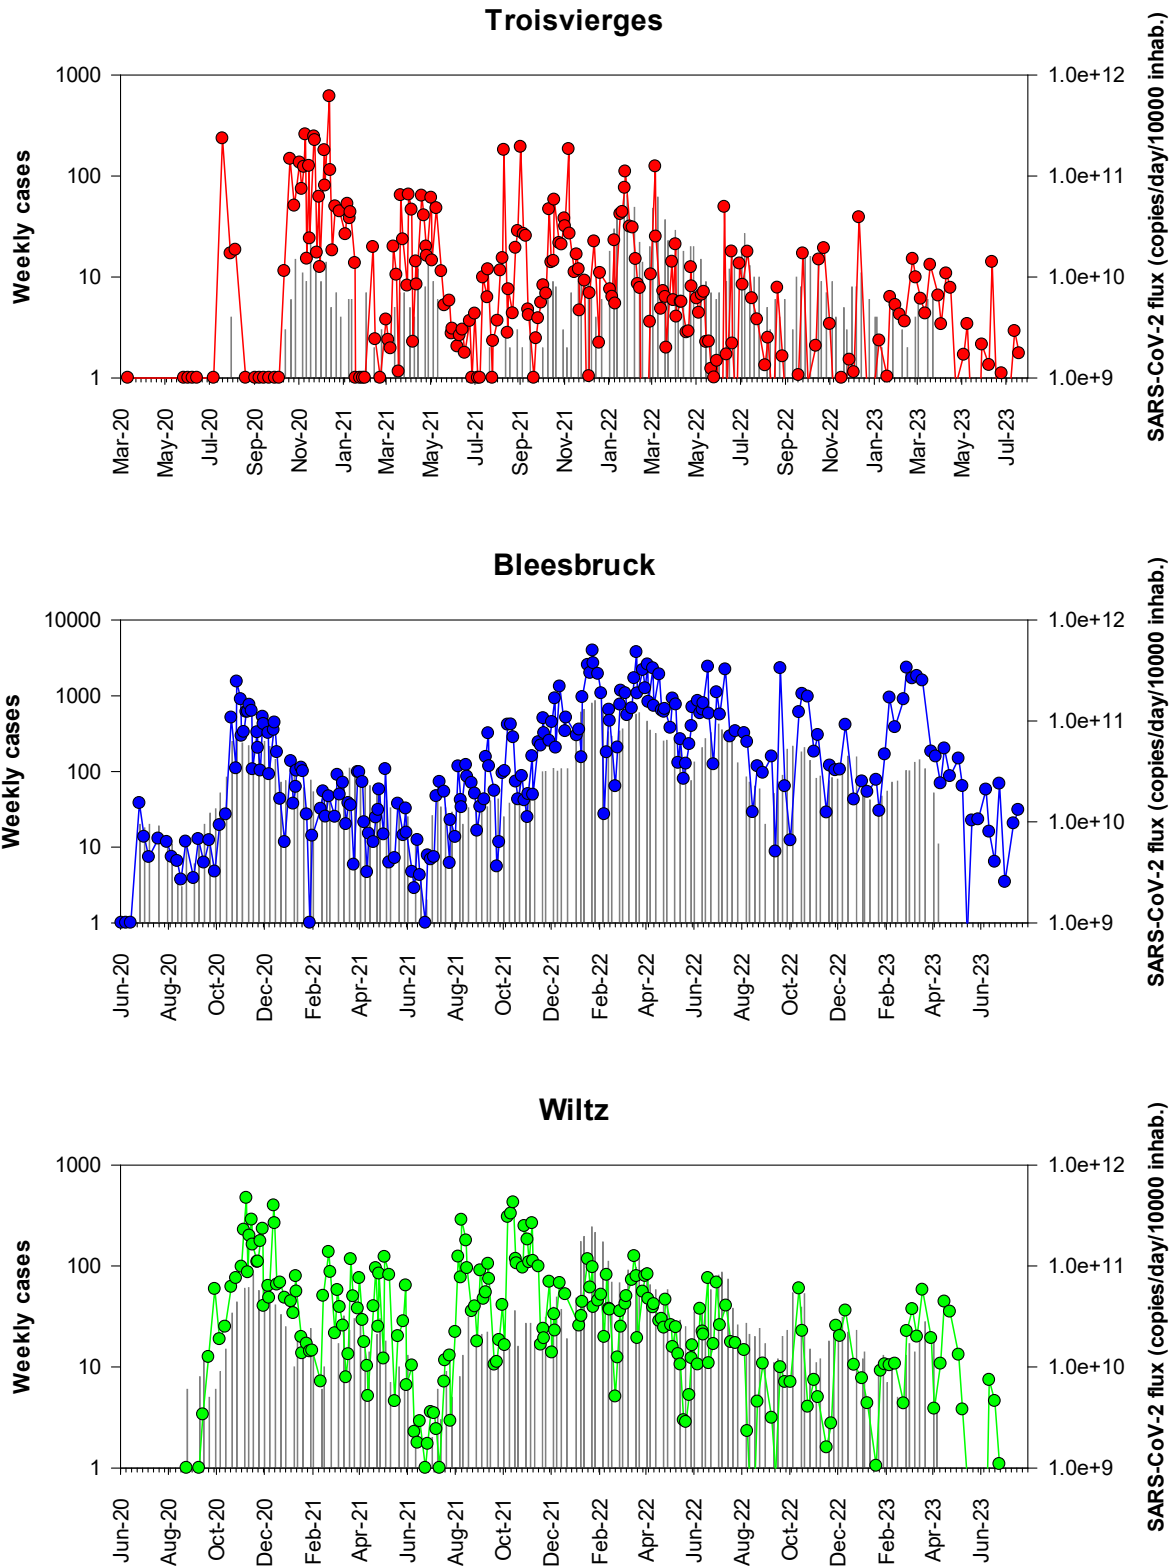 Troisvierges
Weekly cases
1000
100
10
1
1.0e+12
1.0e+11
1.0e+10
1.0e+9
SARS-CoV-2 flux (copies/day/10000 inhab.)
Mar-20
May-20
Jul-20
Sep-20
Nov-20
Jan-21
Mar-21
May-21
Jul-21
Sep-21
Nov-21
Jan-22
Mar-22
May-22
Jul-22
Sep-22
Nov-22
Jan-23
Mar-23
May-23
Jul-23
Bleesbruck
Weekly cases
10000
1000
100
10
1
1.0e+12
1.0e+11
1.0e+10
1.0e+9
SARS-CoV-2 flux (copies/day/10000 inhab.)
Jun-20
Aug-20
Oct-20
Dec-20
Feb-21
Apr-21
Jun-21
Aug-21
Oct-21
Dec-21
Feb-22
Apr-22
Jun-22
Aug-22
Oct-22
Dec-22
Feb-23
Apr-23
Jun-23
Wiltz
Weekly cases
1000
100
10
1
1.0e+12
1.0e+11
1.0e+10
1.0e+9
SARS-CoV-2 flux (copies/day/10000 inhab.)
Jun-20
Aug-20
Oct-20
Dec-20
Feb-21
Apr-21
Jun-21
Aug-21
Oct-21
Dec-21
Feb-22
Apr-22
Jun-22
Aug-22
Oct-22
Dec-22
Feb-23
Apr-23
Jun-23